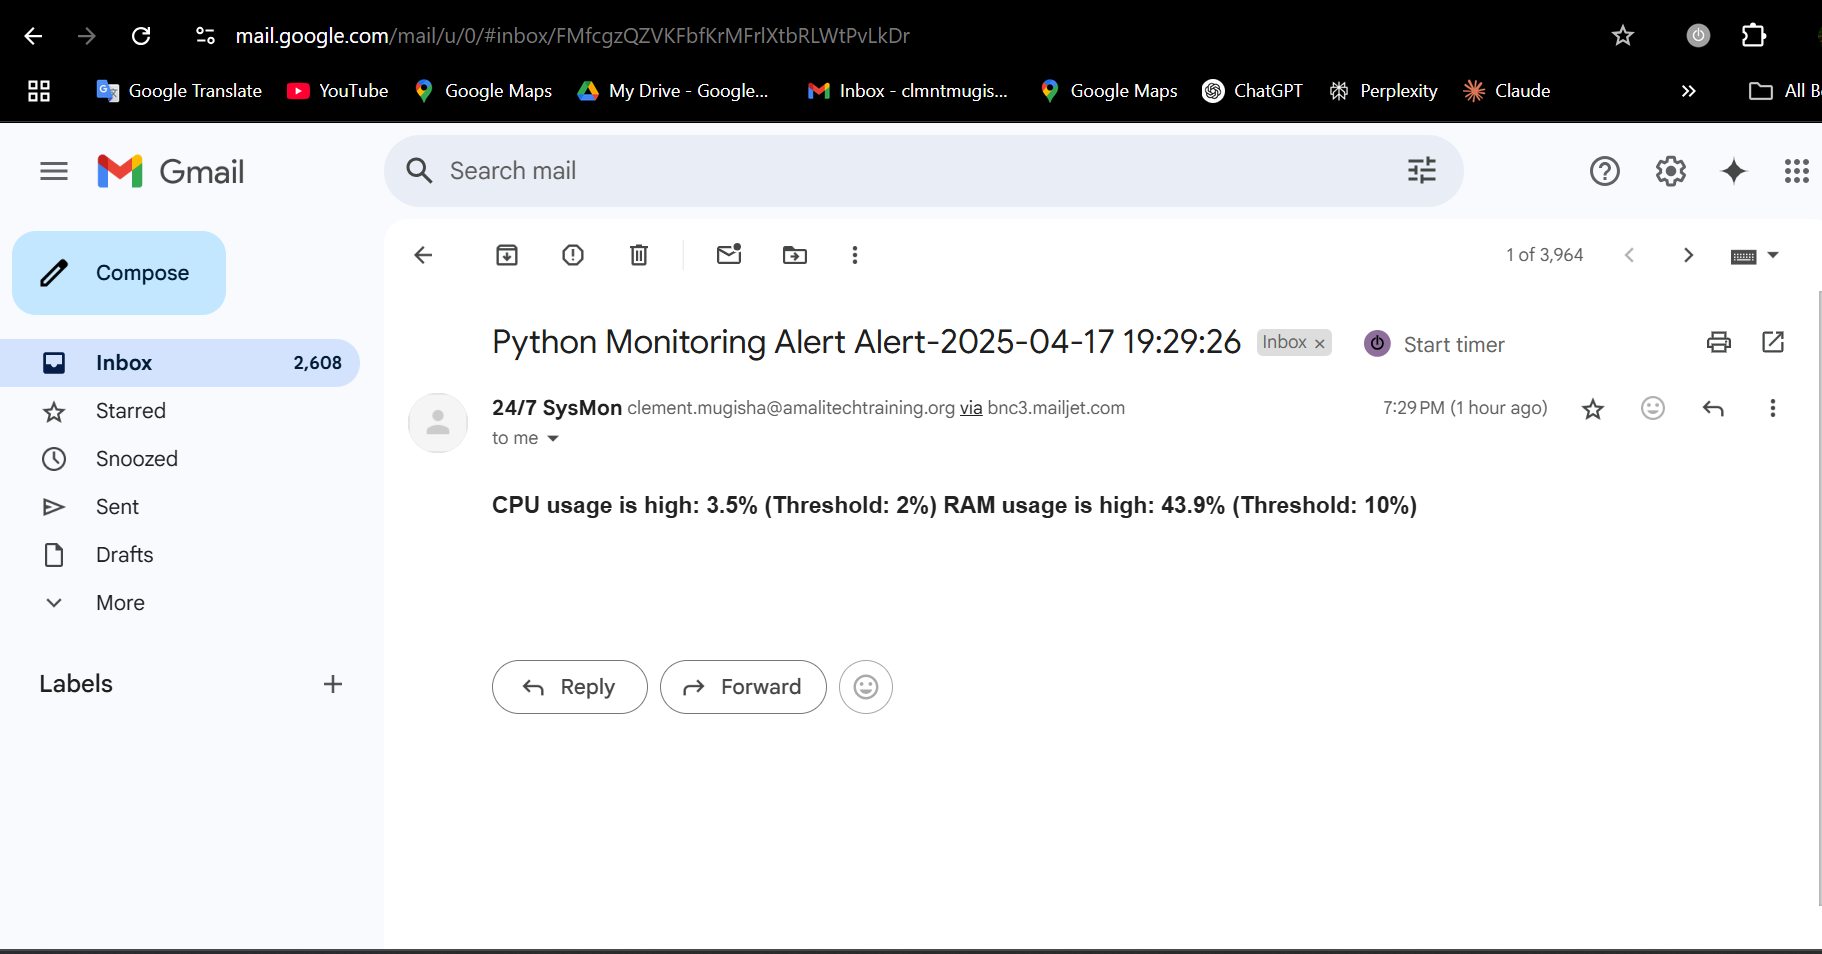 mail.google.com/mail/u/0/#inbox/FMfcgzQZVKFbfKrMFrlXtbRLWtPvLkDr
Google Translate YouTube Google Maps My Drive - Google... Inbox - clmntmugis... Google Maps ChatGPT Perplexity Claude » All B
Gmail
Search mail
Compose
1 of 3,964
Inbox 2,608
Starred
Snoozed
Sent
Drafts
More
Labels
Python Monitoring Alert Alert-2025-04-17 19:29:26 Inbox × Start timer
24/7 SysMon clement.mugisha@amalitechtraining.org via bnc3.mailjet.com 7:29 PM (1 hour ago)
to me
CPU usage is high: 3.5% (Threshold: 2%) RAM usage is high: 43.9% (Threshold: 10%)
Reply Forward